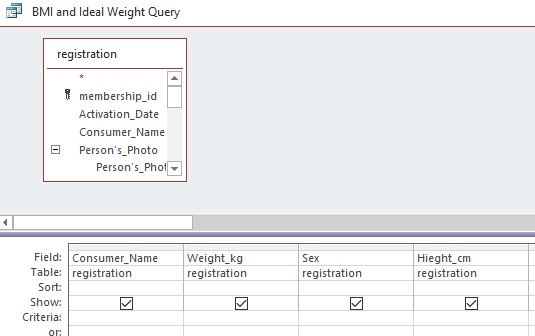 BMI and Ideal Weight Query
registration
*
membership_id
Activation_Date
Consumer_Name
Person's_Photo
Person's_Phot
Field: Consumer_Name Weight_kg Sex Hieght_cm
Table: registration registration registration registration
Sort:
Show:
Criteria:
or: